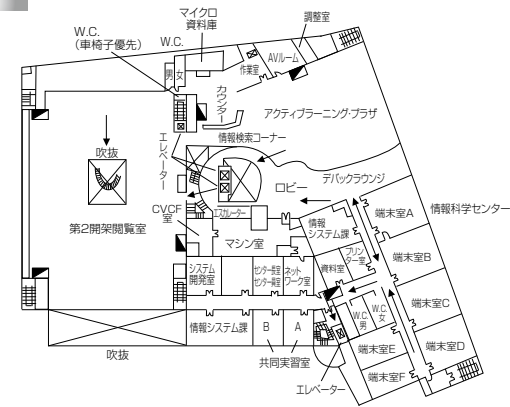 マイクロ
資料庫
調整室
W.C.
(車椅子優先)
W.C.
男
女
作業室
AVルーム
カウンター
アクティブラーニング・プラザ
情報検索コーナー
エレベーター
吹抜
デバックラウンジ
ロビー
第2開架閲覧室
CVCF
室
エスカレーター
マシン室
情報
システム課
端末室A
情報科学センター
端末室B
プリン
ター室
資料室
システム
開発室
センター長室
センター員室
ネット
ワーク室
端末室C
W.C.
男
W.C.
女
情報システム課
B
A
端末室D
端末室E
端末室F
吹抜
共同実習室
エレベーター